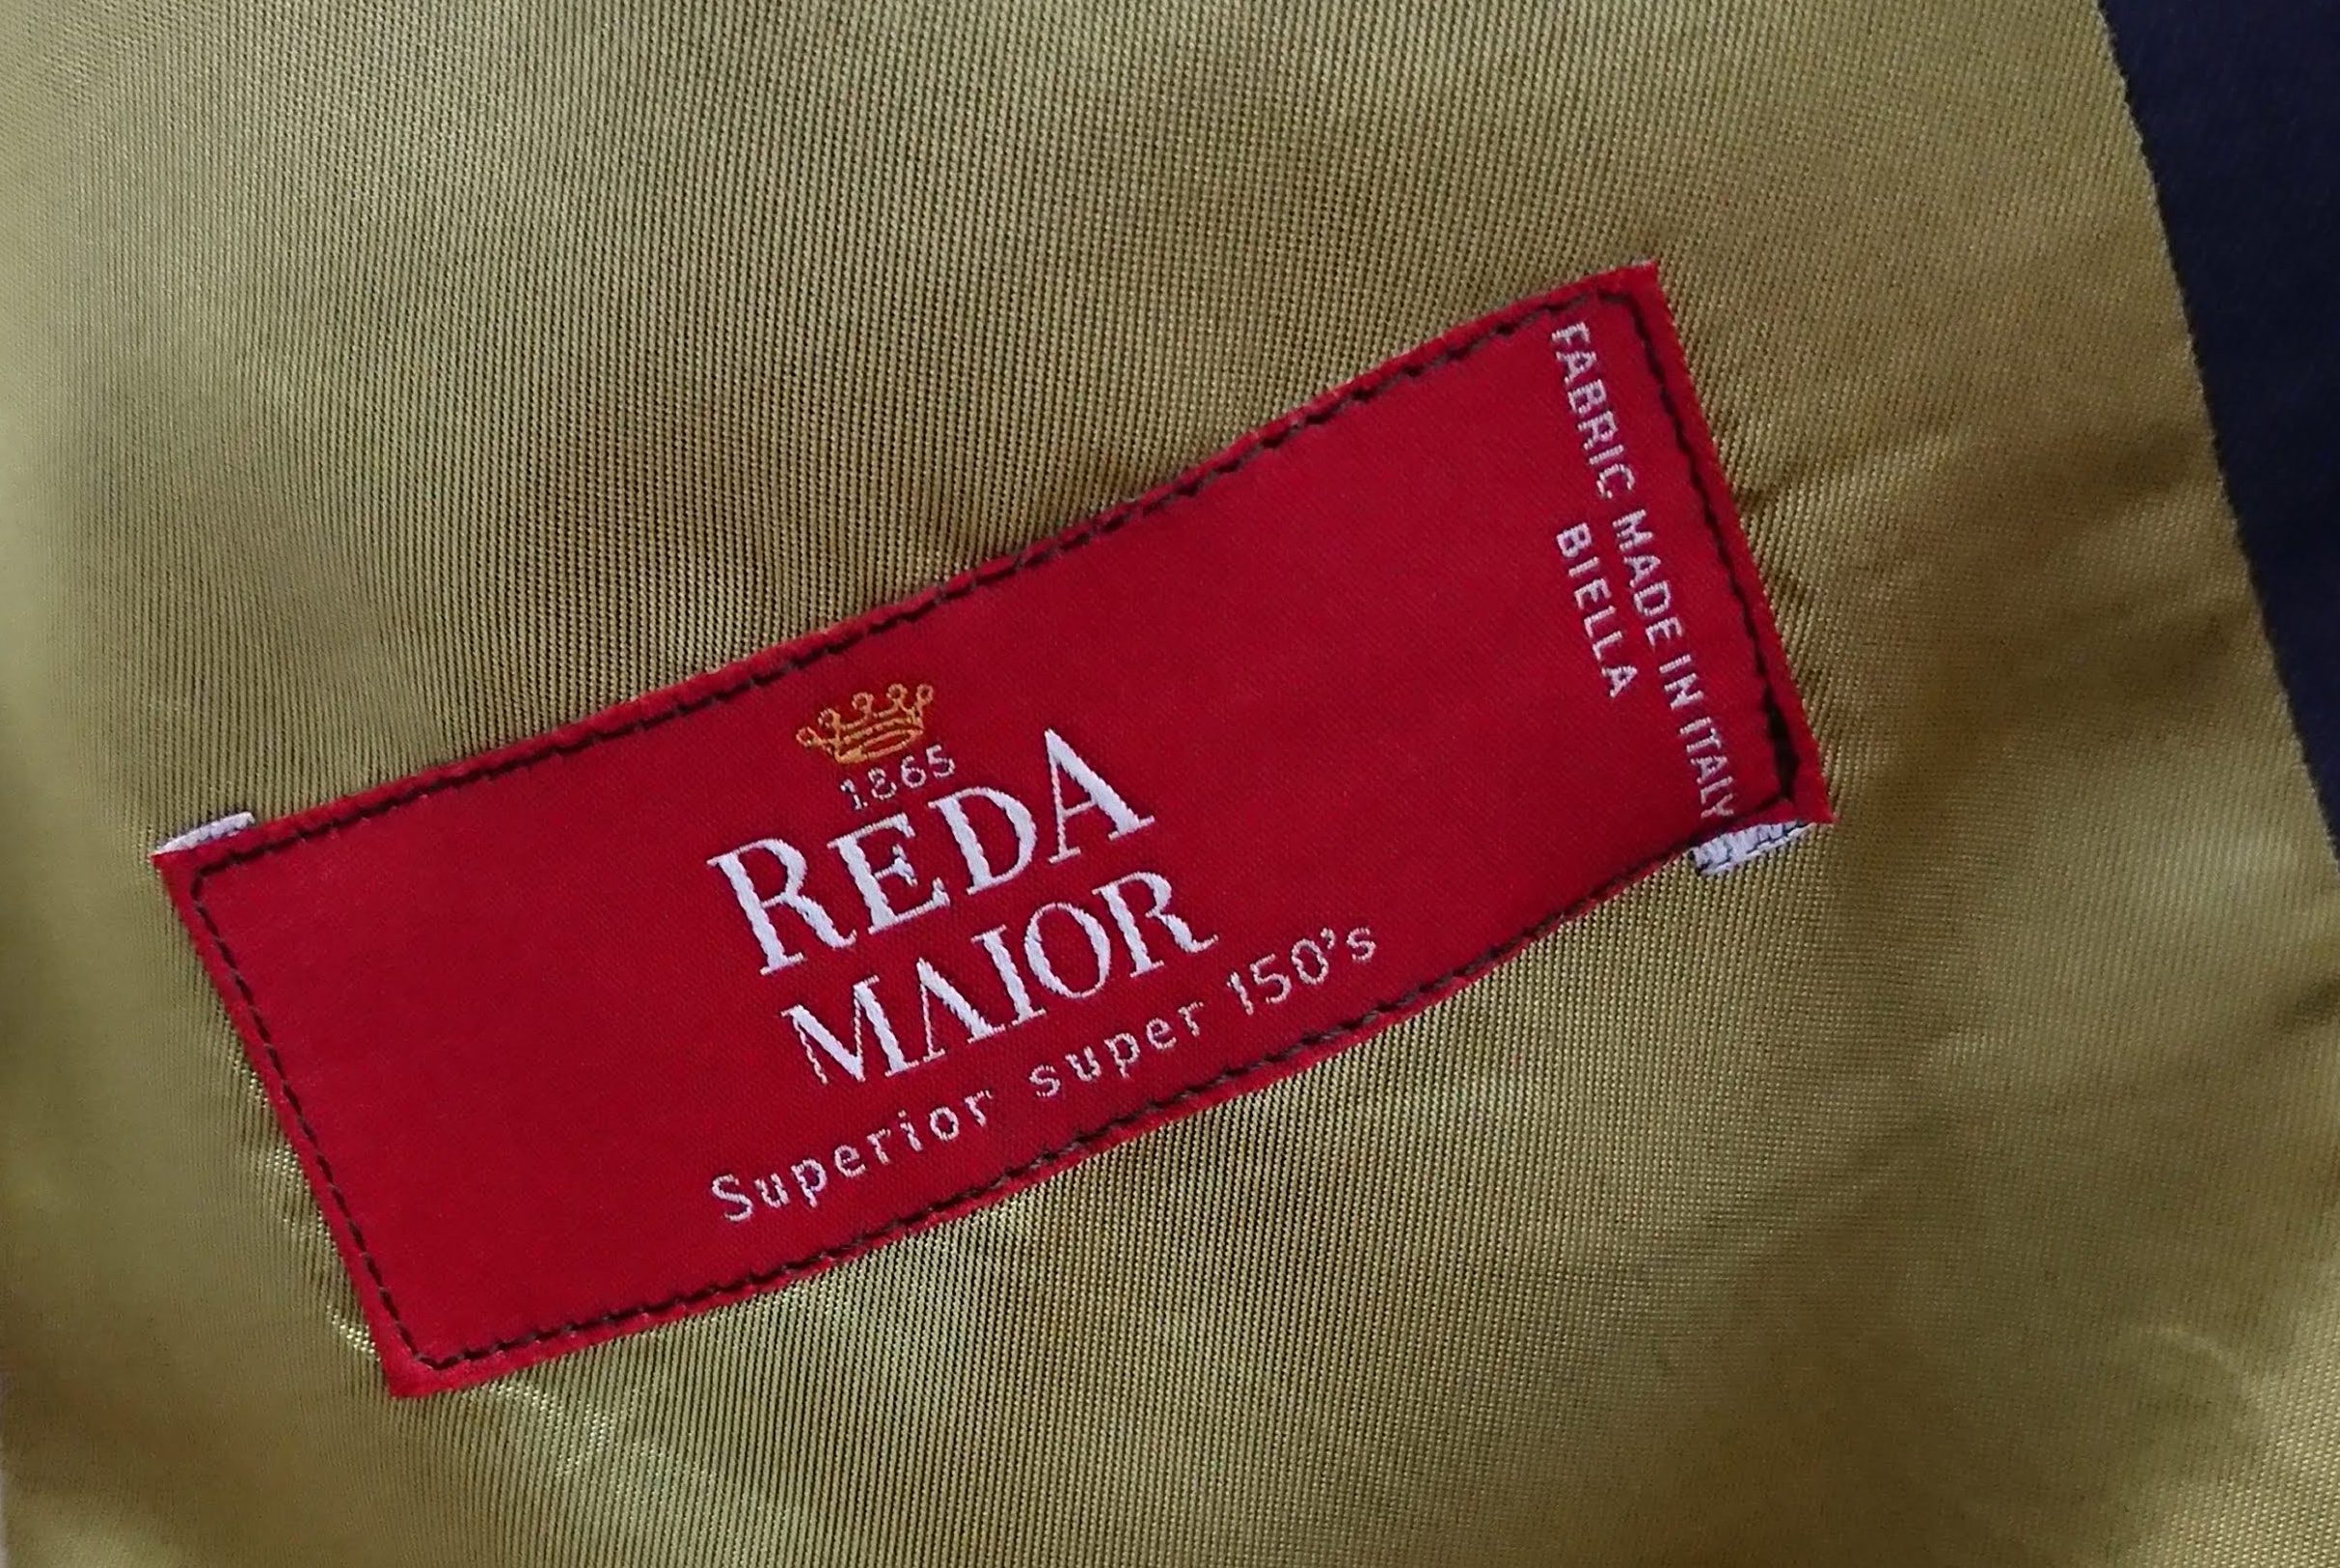 1865
REDA
MAIOR
Superior super 150's
FABRIC MADE IN ITALY
BIELLA